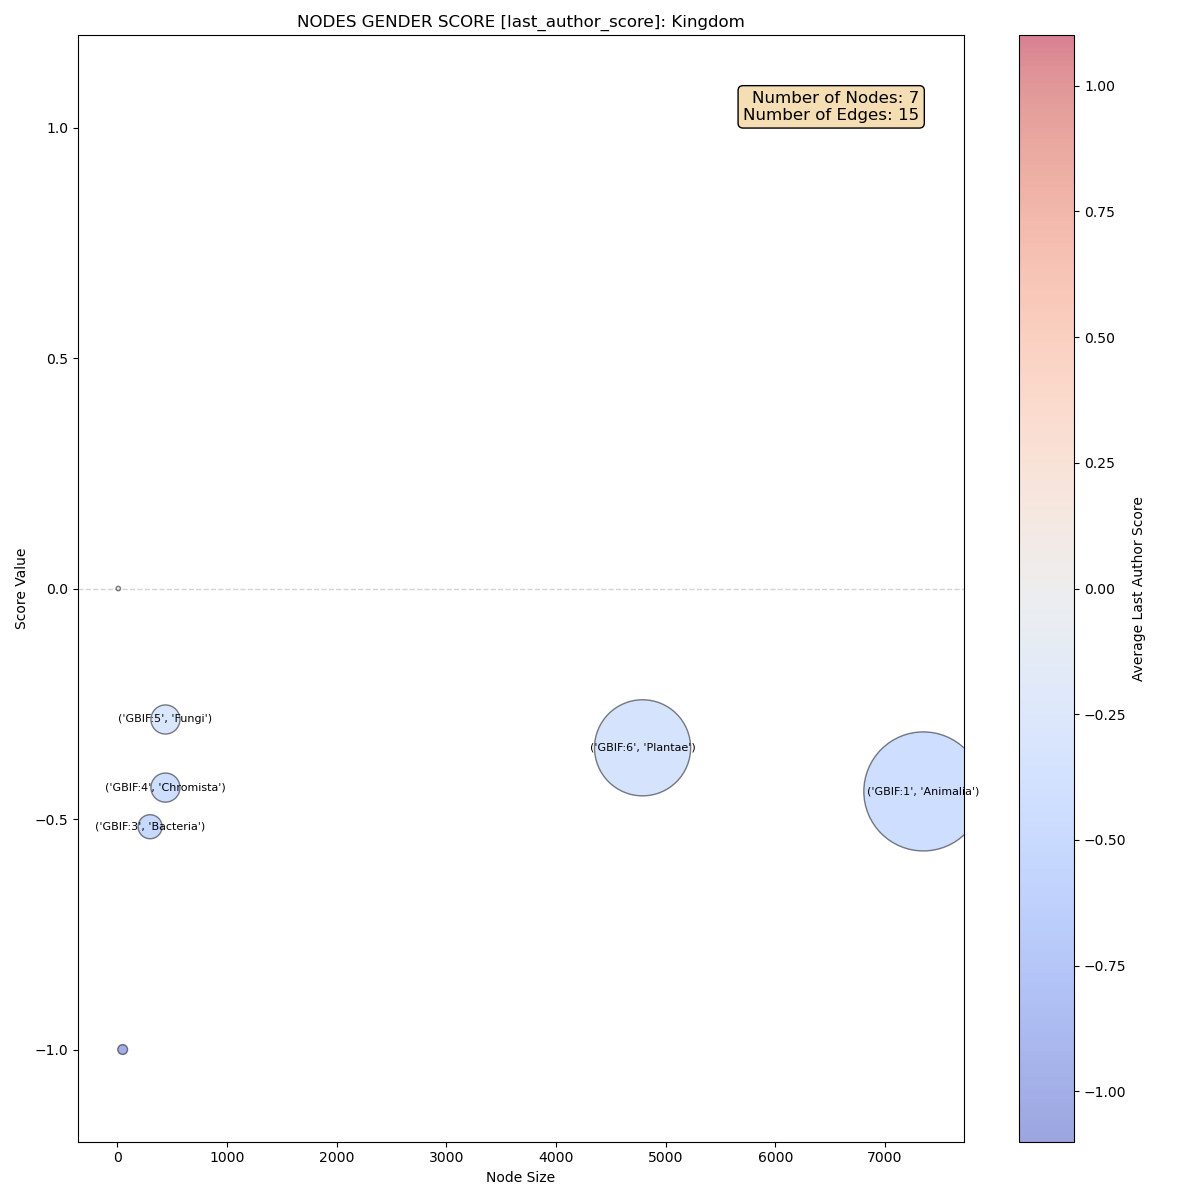 NODES GENDER SCORE [last_author_score]: Kingdom
Number of Nodes: 7
Number of Edges: 15
1.0
0.5
0.0
−0.5
−1.0
Score Value
('GBIF:5', 'Fungi')
('GBIF:4', 'Chromista')
('GBIF:3', 'Bacteria')
('GBIF:6', 'Plantae')
('GBIF:1', 'Animalia')
0
1000
2000
3000
4000
5000
6000
7000
Node Size
1.00
0.75
0.50
0.25
0.00
−0.25
−0.50
−0.75
−1.00
Average Last Author Score